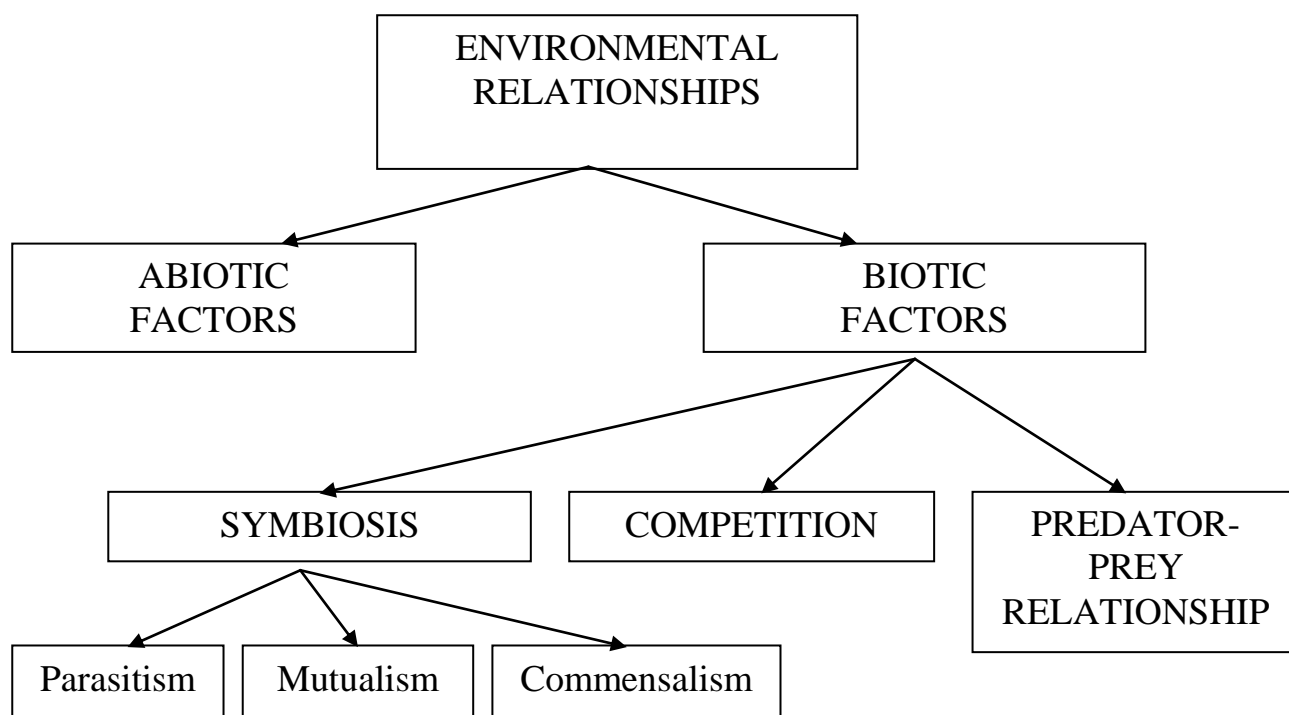 ENVIRONMENTAL
RELATIONSHIPS
ABIOTIC
FACTORS
BIOTIC
FACTORS
SYMBIOSIS
COMPETITION
PREDATOR-
PREY
RELATIONSHIP
Parasitism
Mutualism
Commensalism